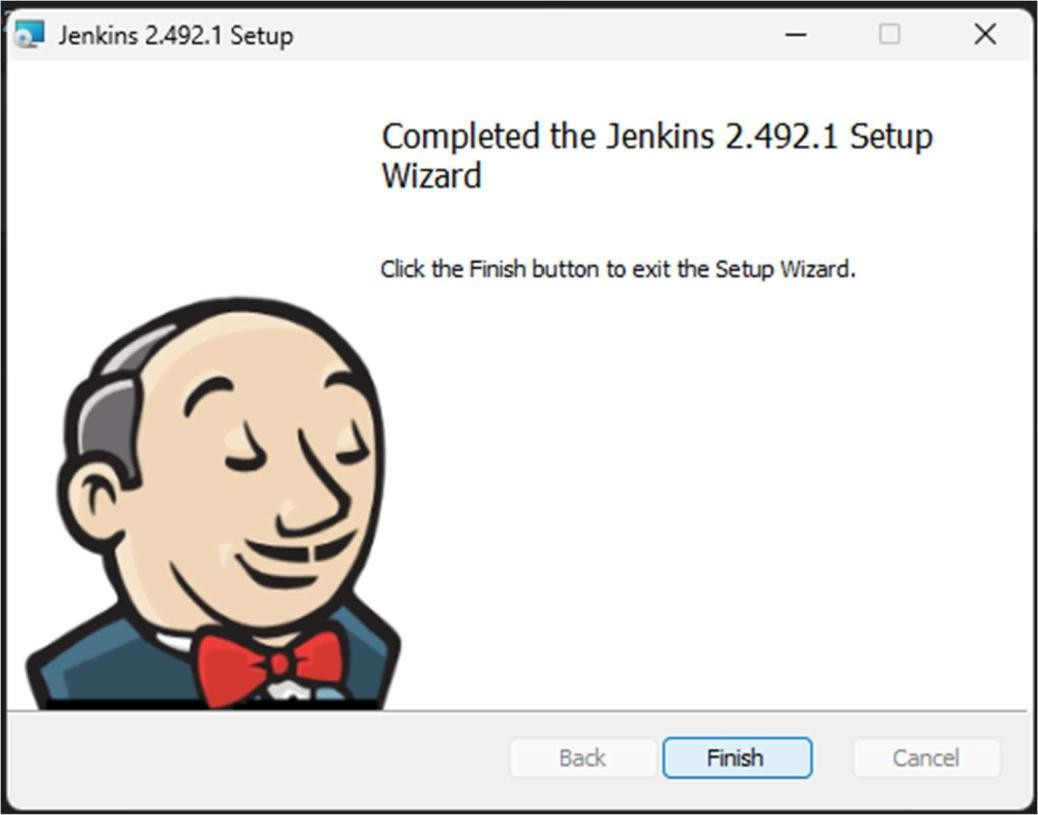 Jenkins 2.492.1 Setup
Completed the Jenkins 2.492.1 Setup
Wizard
Click the Finish button to exit the Setup Wizard.
Back
Finish
Cancel